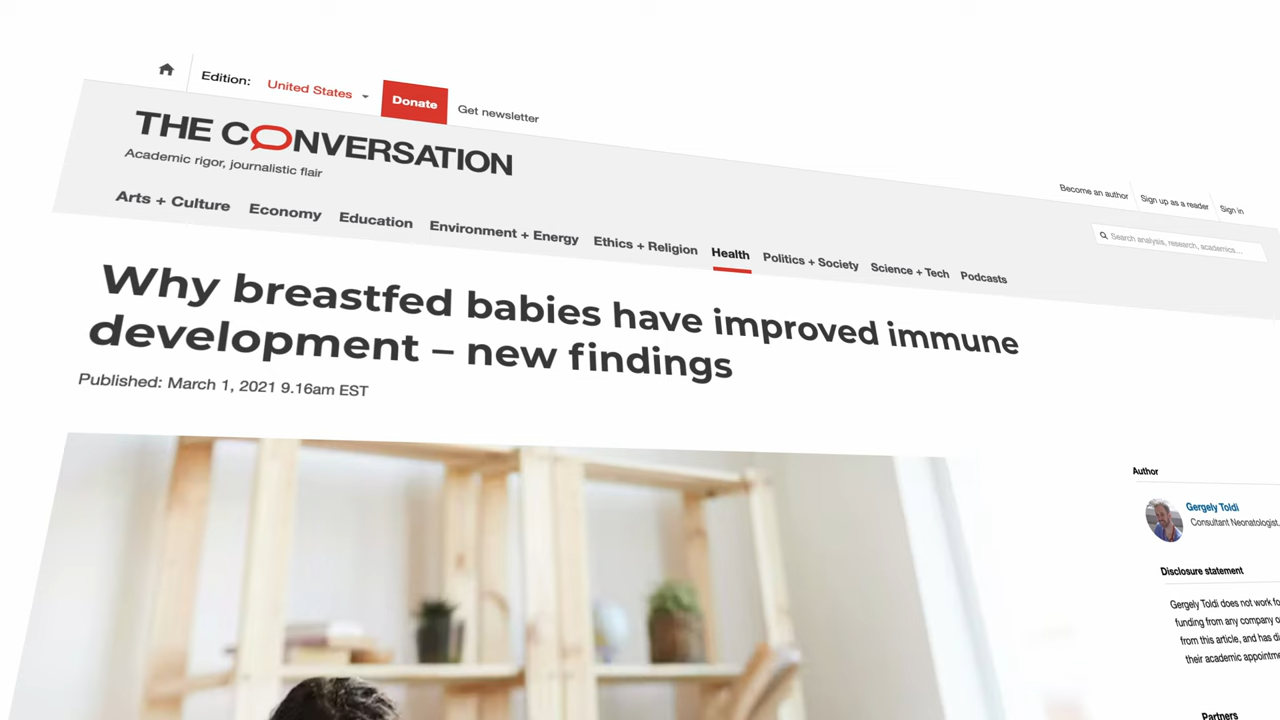 Edition: United States Donate Get newsletter
THE CONVERSATION
Academic rigor, journalistic flair
Become an author Sign up as a reader Sign in
Search analysis, research, academics...
Arts + Culture Economy Education Environment + Energy Ethics + Religion Health Politics + Society Science + Tech Podcasts
Why breastfed babies have improved immune
development – new findings
Published: March 1, 2021 9.16am EST
Author
Gergely Toldi
Consultant Neonatologist.
Disclosure statement
Gergely Toldi does not work fo
funding from any company o
from this article, and has di
their academic appointme
Partners